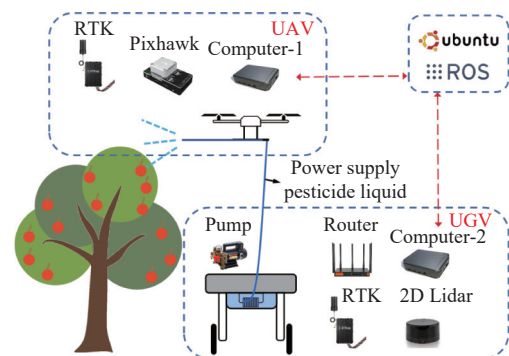 UAV
RTK
Pixhawk
Computer-1
ubuntu
ROS
Power supply
pesticide liquid
UGV
Pump
Router
Computer-2
RTK
2D Lidar